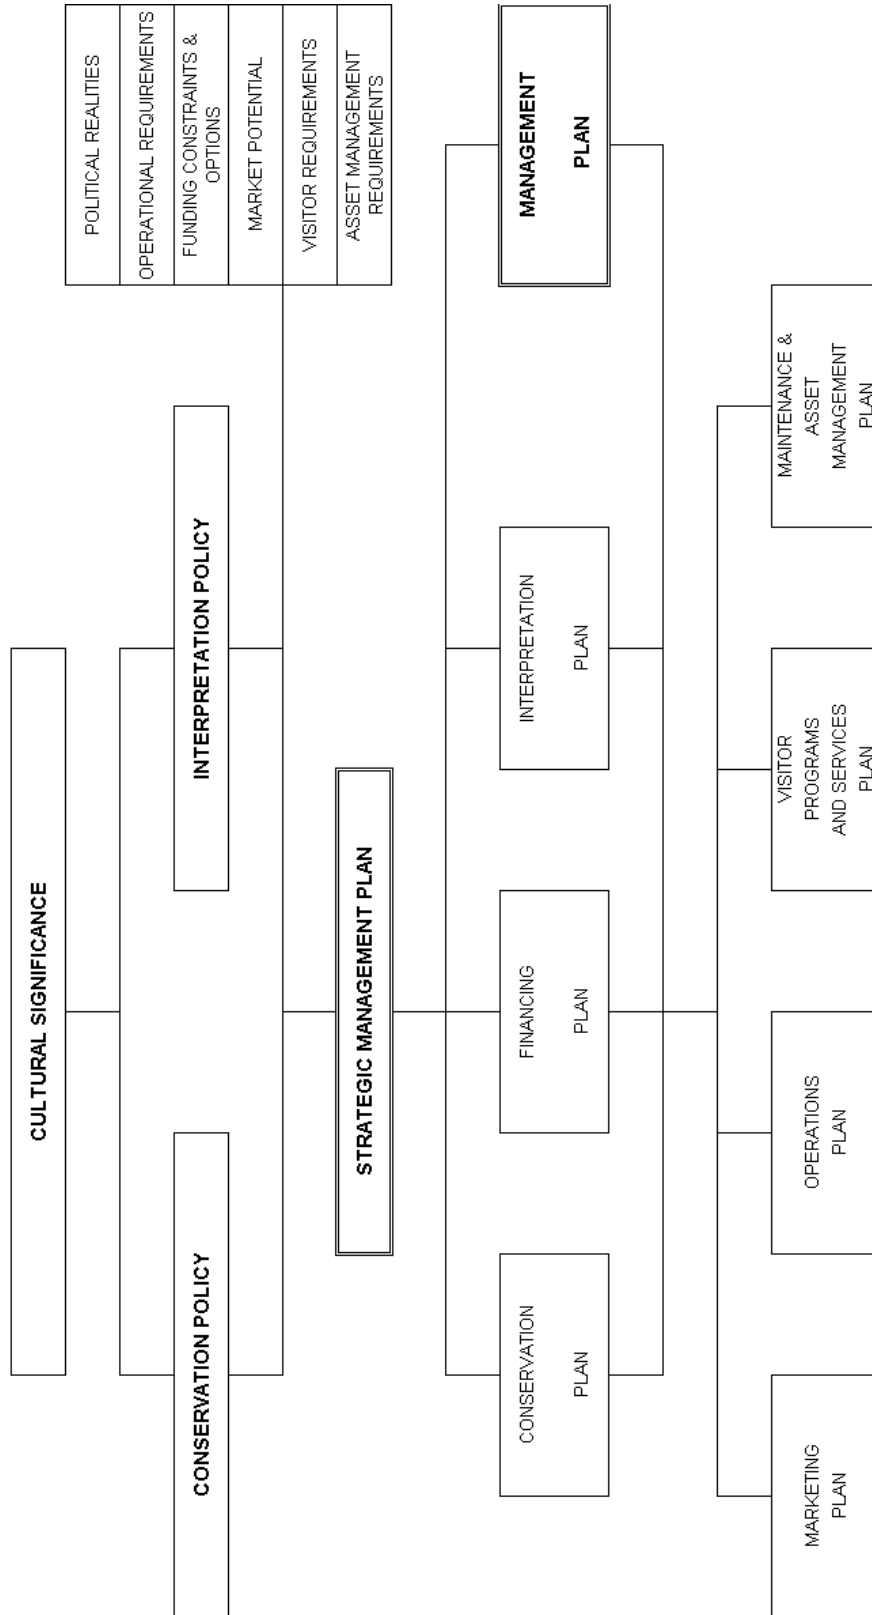 CULTURAL SIGNIFICANCE
POLITICAL REALITIES
OPERATIONAL REQUIREMENTS
FUNDING CONSTRAINTS &
OPTIONS
MARKET POTENTIAL
VISITOR REQUIREMENTS
ASSET MANAGEMENT
REQUIREMENTS
CONSERVATION POLICY
INTERPRETATION POLICY
STRATEGIC MANAGEMENT PLAN
CONSERVATION
PLAN
FINANCING
PLAN
INTERPRETATION
PLAN
MANAGEMENT
PLAN
MARKETING
PLAN
OPERATIONS
PLAN
VISITOR
PROGRAMS
AND SERVICES
PLAN
MAINTENANCE &
ASSET
MANAGEMENT
PLAN